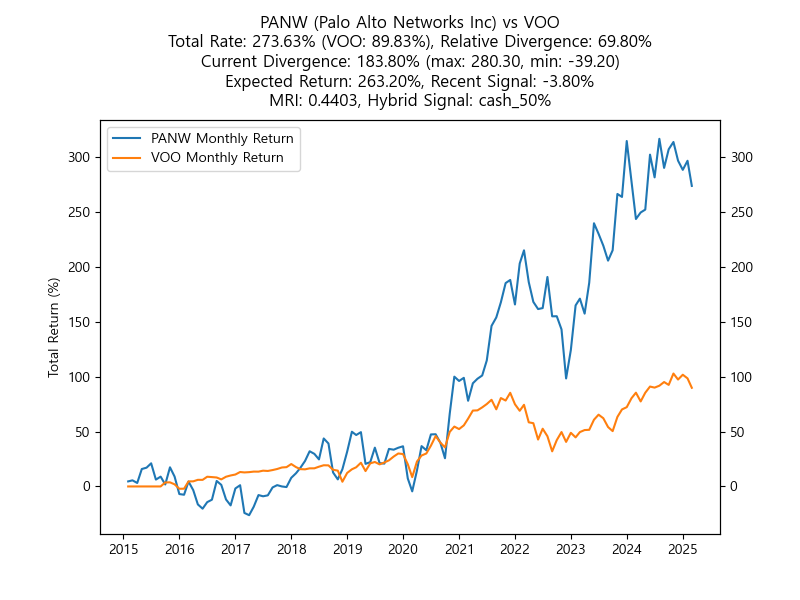 PANW (Palo Alto Networks Inc) vs VOO
Total Rate: 273.63% (VOO: 89.83%), Relative Divergence: 69.80%
Current Divergence: 183.80% (max: 280.30, min: -39.20)
Expected Return: 263.20%, Recent Signal: -3.80%
MRI: 0.4403, Hybrid Signal: cash_50%
PANW Monthly Return
VOO Monthly Return
Total Return (%)
300
250
200
150
100
50
0
300
250
200
150
100
50
0
2015 2016 2017 2018 2019 2020 2021 2022 2023 2024 2025